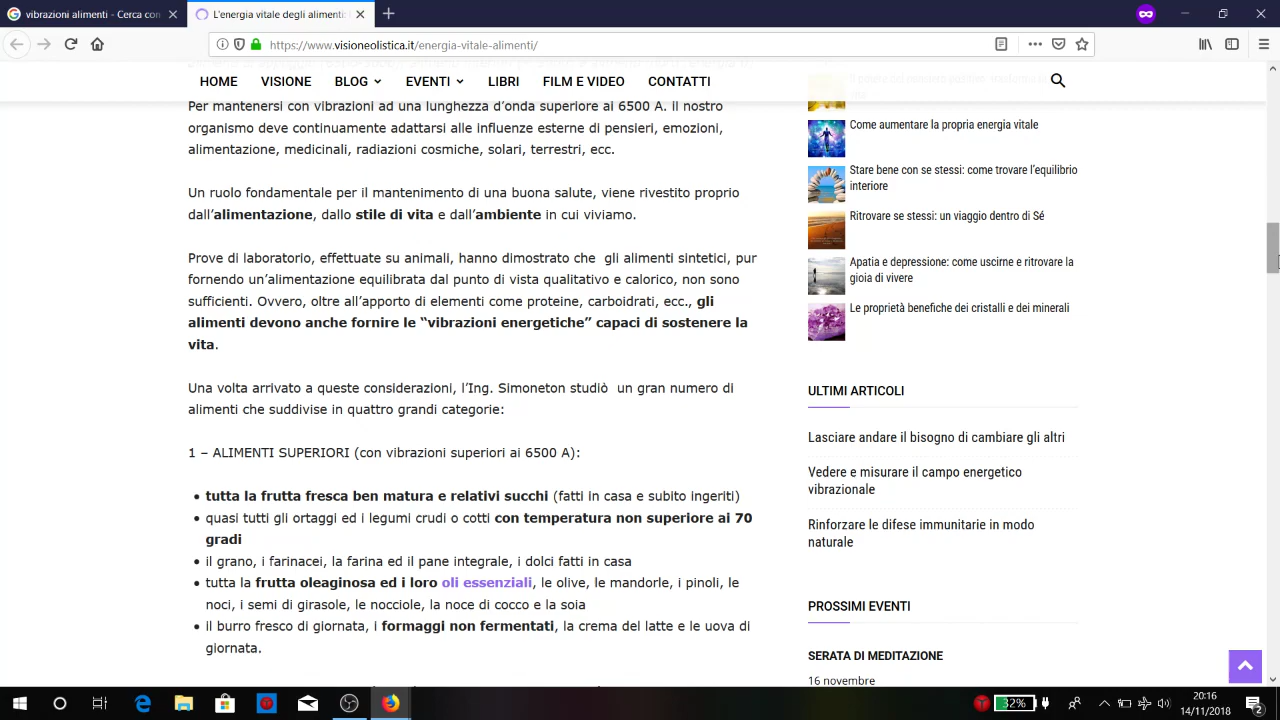 vibrazioni alimenti - Cerca con
L'energia vitale degli alimenti:
https://www.visioneolistica.it/energia-vitale-alimenti/
HOME VISIONE BLOG EVENTI LIBRI FILM E VIDEO CONTATTI
Per mantenersi con vibrazioni ad una lunghezza d'onda superiore ai 6500 A. il nostro
organismo deve continuamente adattarsi alle influenze esterne di pensieri, emozioni,
alimentazione, medicinali, radiazioni cosmiche, solari, terrestri, ecc.
Un ruolo fondamentale per il mantenimento di una buona salute, viene rivestito proprio
dall'alimentazione, dallo stile di vita e dall'ambiente in cui viviamo.
Prove di laboratorio, effettuate su animali, hanno dimostrato che gli alimenti sintetici, pur
fornendo un'alimentazione equilibrata dal punto di vista qualitativo e calorico, non sono
sufficienti. Ovvero, oltre all'apporto di elementi come proteine, carboidrati, ecc., gli
alimenti devono anche fornire le "vibrazioni energetiche" capaci di sostenere la
vita.
Una volta arrivato a queste considerazioni, l'Ing. Simoneton studiò un gran numero di
alimenti che suddivise in quattro grandi categorie:
1 – ALIMENTI SUPERIORI (con vibrazioni superiori ai 6500 A):
• tutta la frutta fresca ben matura e relativi succhi (fatti in casa e subito ingeriti)
• quasi tutti gli ortaggi ed i legumi crudi o cotti con temperatura non superiore ai 70
gradi
• il grano, i farinacei, la farina ed il pane integrale, i dolci fatti in casa
• tutta la frutta oleaginosa ed i loro oli essenziali, le olive, le mandorle, i pinoli, le
noci, i semi di girasole, le nocciole, la noce di cocco e la soia
• il burro fresco di giornata, i formaggi non fermentati, la crema del latte e le uova di
giornata.
Come aumentare la propria energia vitale
Stare bene con se stessi: come trovare l'equilibrio
interiore
Ritrovare se stessi: un viaggio dentro di Sé
Apatia e depressione: come uscirne e ritrovare la
gioia di vivere
Le proprietà benefiche dei cristalli e dei minerali
ULTIMI ARTICOLI
Lasciare andare il bisogno di cambiare gli altri
Vedere e misurare il campo energetico
vibrazionale
Rinforzare le difese immunitarie in modo
naturale
PROSSIMI EVENTI
SERATA DI MEDITAZIONE
16 novembre
32%
20:16
14/11/2018
2